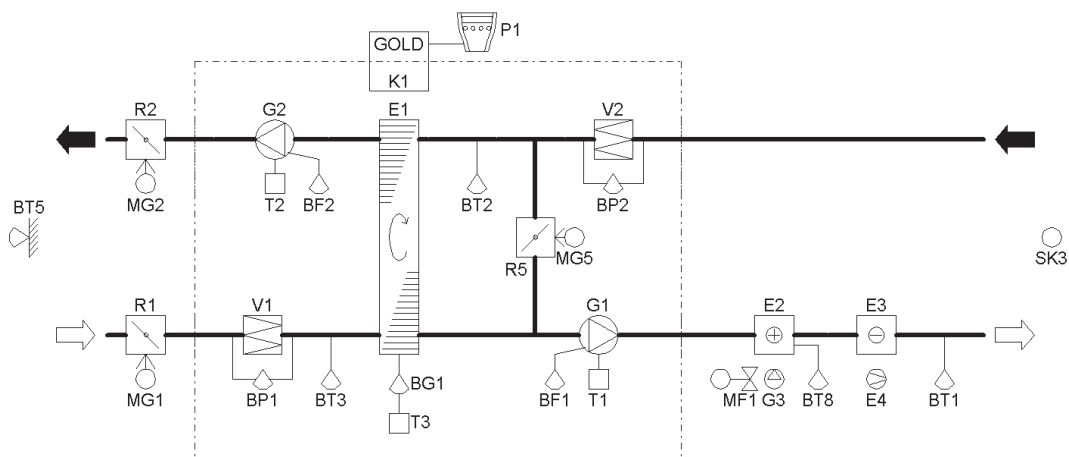 P1
GOLD
K1
R2
G2
E1
V2
MG2
T2
BF2
BT2
BP2
BT5
R5
MG5
SK3
R1
V1
G1
E2
E3
MG1
BP1
BT3
BG1
T3
BF1
T1
MF1
G3
BT8
E4
BT1